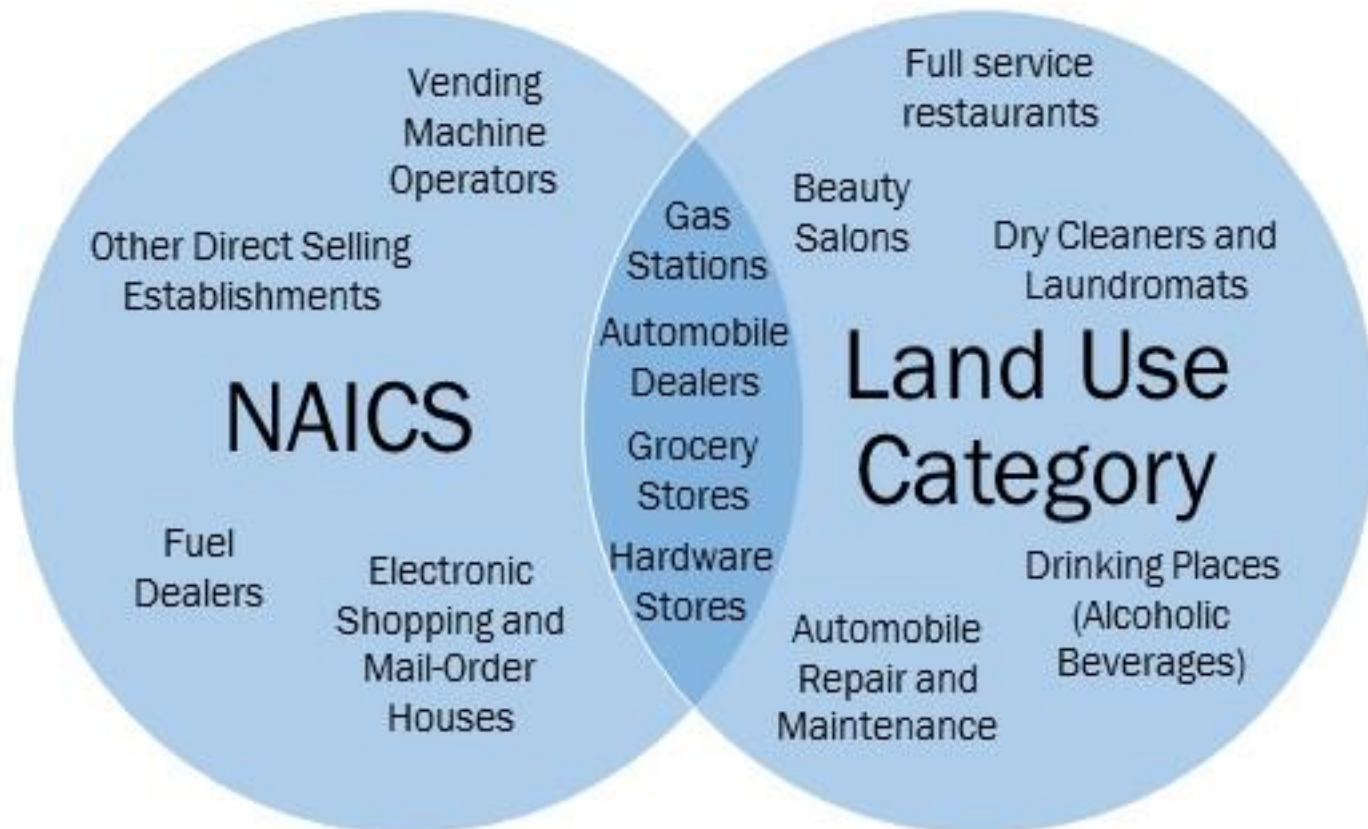 Vending
Machine
Operators
Other Direct Selling
Establishments
NAICS
Fuel
Dealers
Electronic
Shopping and
Mail-Order
Houses
Gas
Stations
Automobile
Dealers
Grocery
Stores
Hardware
Stores
Full service
restaurants
Beauty
Salons
Dry Cleaners and
Laundromats
Land Use
Category
Drinking Places
(Alcoholic
Beverages)
Automobile
Repair and
Maintenance